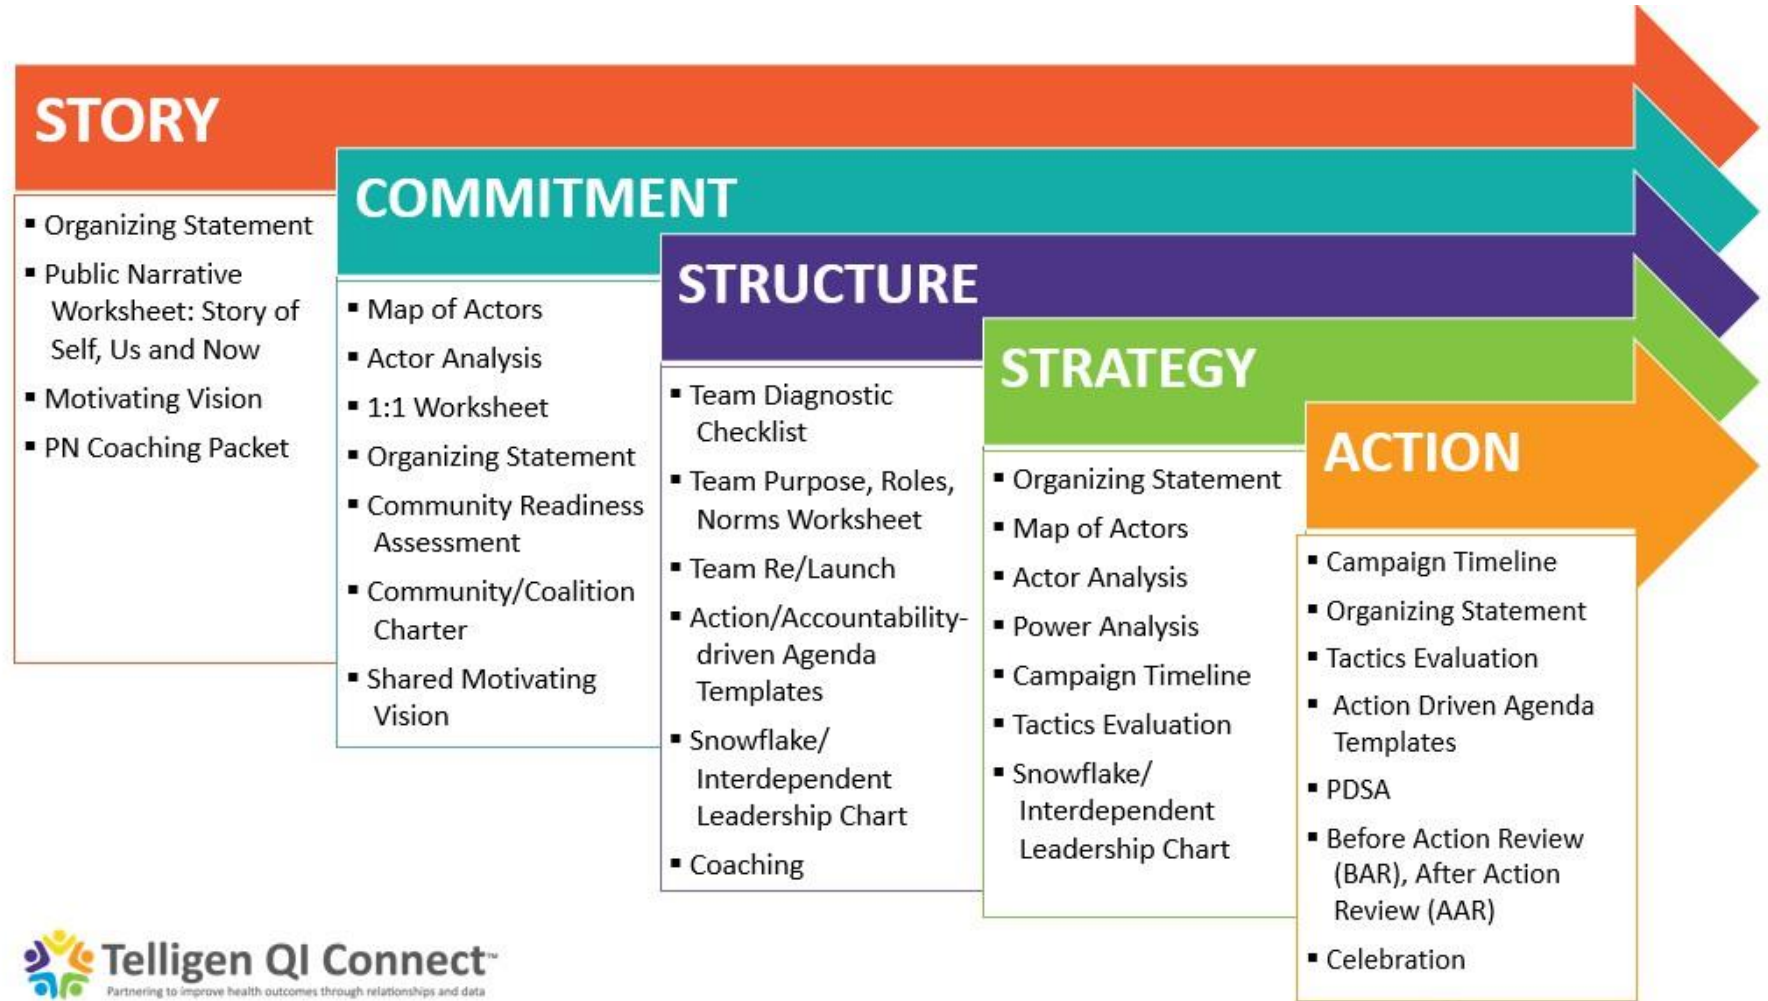 STORY
▪ Organizing Statement
▪ Public Narrative
Worksheet: Story of
Self, Us and Now
▪ Motivating Vision
▪ PN Coaching Packet
COMMITMENT
▪ Map of Actors
▪ Actor Analysis
▪ 1:1 Worksheet
▪ Organizing Statement
▪ Community Readiness
Assessment
▪ Community/Coalition
Charter
▪ Shared Motivating
Vision
STRUCTURE
▪ Team Diagnostic
Checklist
▪ Team Purpose, Roles,
Norms Worksheet
▪ Team Re/Launch
▪ Action/Accountability-
driven Agenda
Templates
▪ Snowflake/
Interdependent
Leadership Chart
▪ Coaching
STRATEGY
▪ Organizing Statement
▪ Map of Actors
▪ Actor Analysis
▪ Power Analysis
▪ Campaign Timeline
▪ Tactics Evaluation
▪ Snowflake/
Interdependent
Leadership Chart
ACTION
▪ Campaign Timeline
▪ Organizing Statement
▪ Tactics Evaluation
▪ Action Driven Agenda
Templates
▪ PDSA
▪ Before Action Review
(BAR), After Action
Review (AAR)
▪ Celebration
Telligen QI Connect™
Partnering to improve health outcomes through relationships and data